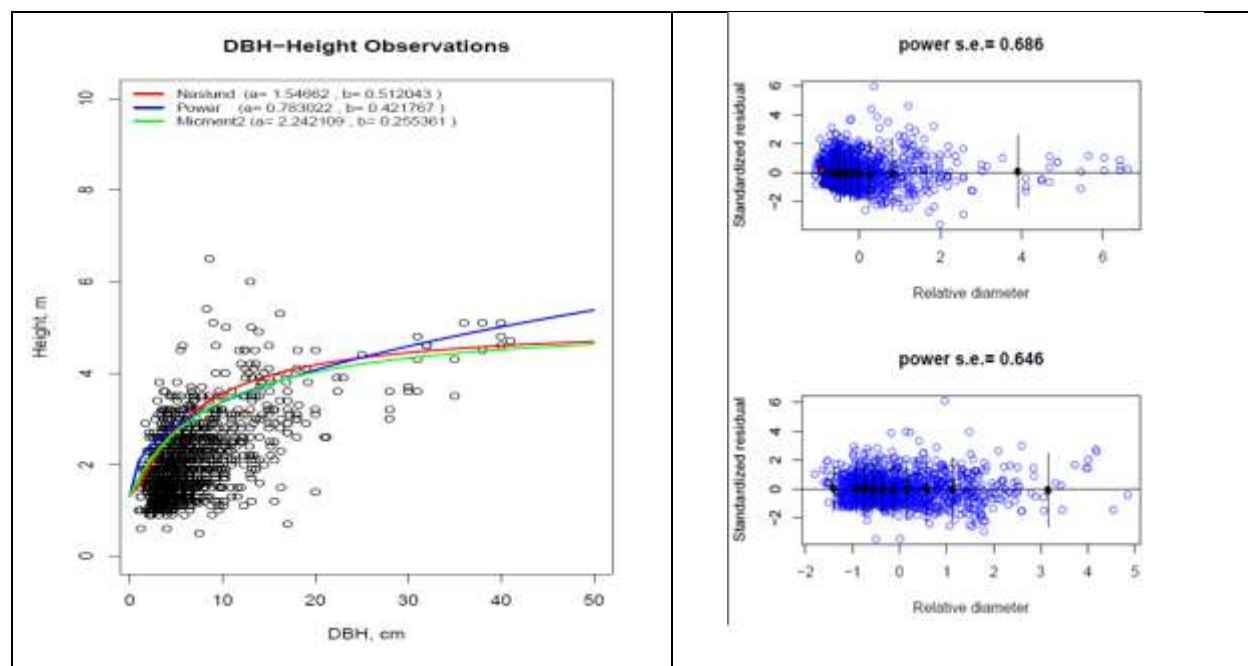 DBH−Height Observations
Naslund (a= 1.54662 , b= 0.512043 )
Power (a= 0.783022 , b= 0.421767 )
Micment2 (a= 2.242109 , b= 0.255361 )
10
8
6
4
2
0
Height, m
0 10 20 30 40 50
DBH, cm
power s.e.= 0.686
6
4
2
0
−2
Standardized residual
0 2 4 6
Relative diameter
power s.e.= 0.646
6
4
2
0
−2
Standardized residual
−2 −1 0 1 2 3 4 5
Relative diameter